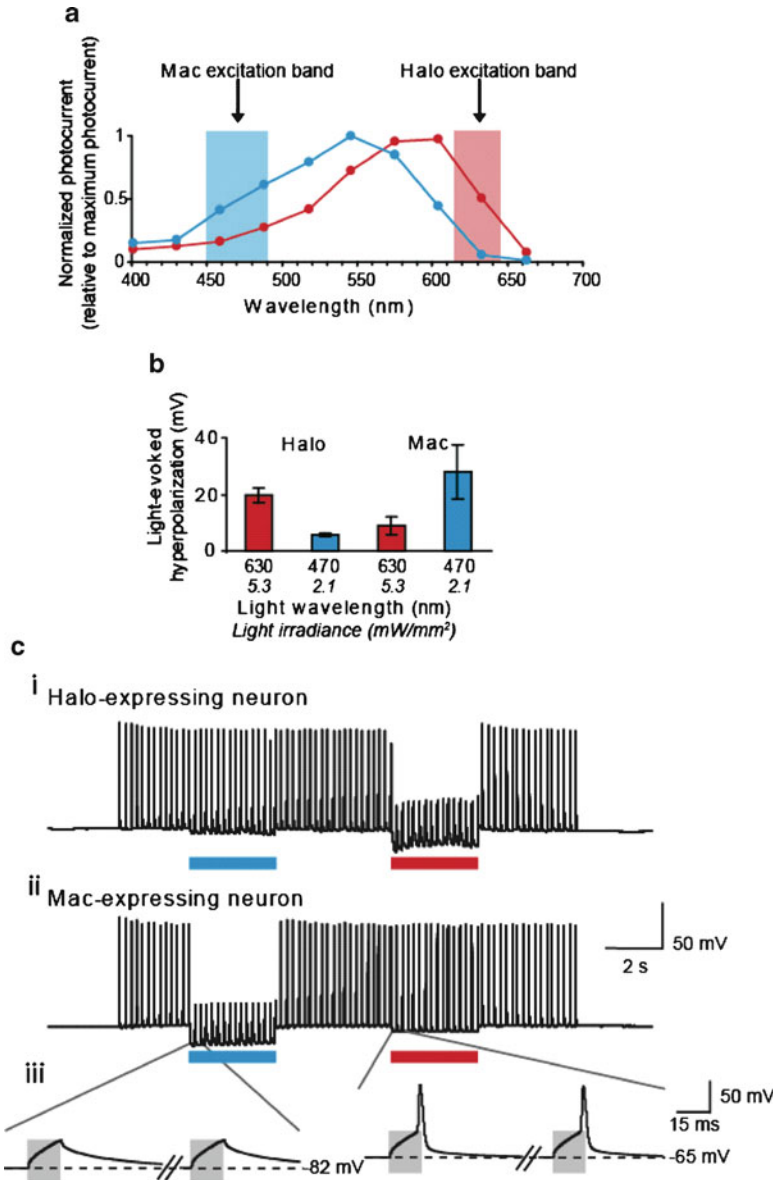 a
Mac excitation band
Halo excitation band
Normalized photocurrent
(relative to maximum photocurrent)
1
0.5
0
400 450 500 550 600 650 700
Wavelength (nm)
b
Light-evoked
hyperpolarization (mV)
40
20
0
Halo Mac
630 470 630 470
5.3 2.1 5.3 2.1
Light wavelength (nm)
Light irradiance (mW/mm²)
c
i
Halo-expressing neuron
ii
Mac-expressing neuron
50 mV
2 s
iii
50 mV
15 ms
-82 mV
-65 mV